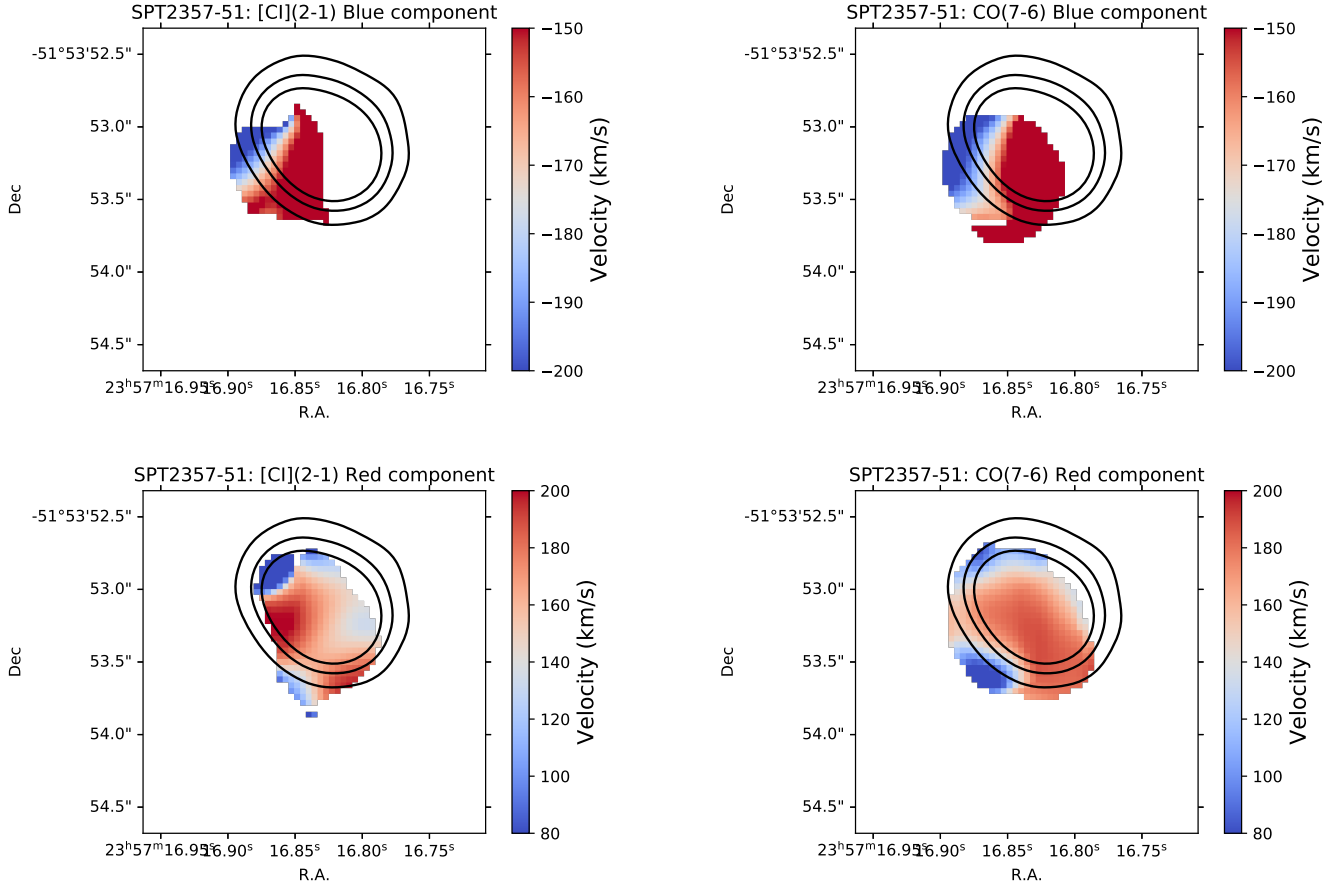 SPT2357-51: [CI](2-1) Blue component
-51°53'52.5"
53.0"
53.5"
54.0"
54.5"
Dec
23ʰ57ᵐ16.95ˢ
16.90ˢ
16.85ˢ
16.80ˢ
16.75ˢ
R.A.
−150
−160
−170
−180
−190
−200
Velocity (km/s)
SPT2357-51: CO(7-6) Blue component
-51°53'52.5"
53.0"
53.5"
54.0"
54.5"
Dec
23ʰ57ᵐ16.95ˢ
16.90ˢ
16.85ˢ
16.80ˢ
16.75ˢ
R.A.
−150
−160
−170
−180
−190
−200
Velocity (km/s)
SPT2357-51: [CI](2-1) Red component
-51°53'52.5"
53.0"
53.5"
54.0"
54.5"
Dec
23ʰ57ᵐ16.95ˢ
16.90ˢ
16.85ˢ
16.80ˢ
16.75ˢ
R.A.
200
180
160
140
120
100
80
Velocity (km/s)
SPT2357-51: CO(7-6) Red component
-51°53'52.5"
53.0"
53.5"
54.0"
54.5"
Dec
23ʰ57ᵐ16.95ˢ
16.90ˢ
16.85ˢ
16.80ˢ
16.75ˢ
R.A.
200
180
160
140
120
100
80
Velocity (km/s)